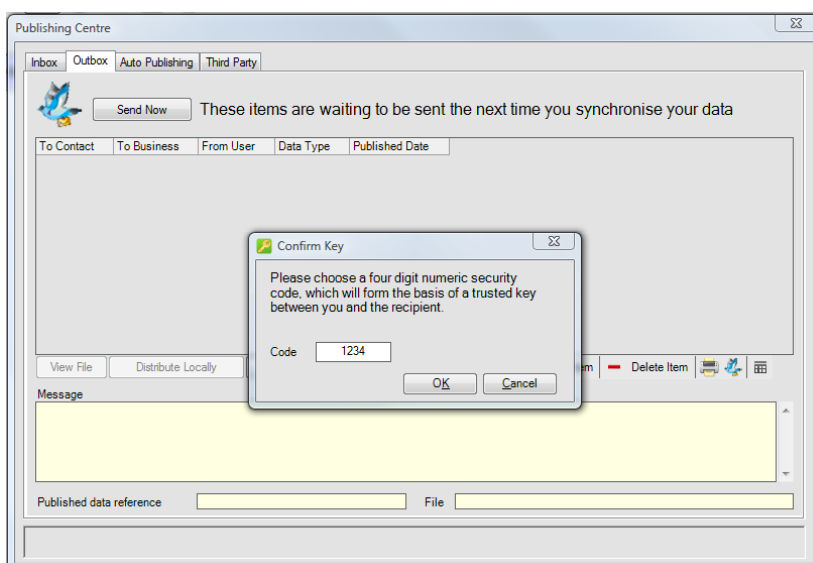 Publishing Centre
Inbox Outbox Auto Publishing Third Party
Send Now These items are waiting to be sent the next time you synchronise your data
To Contact To Business From User Data Type Published Date
Confirm Key
Please choose a four digit numeric security
code, which will form the basis of a trusted key
between you and the recipient.
Code 1234
View File Distribute Locally Delete Item
OK Cancel
Message
Published data reference File